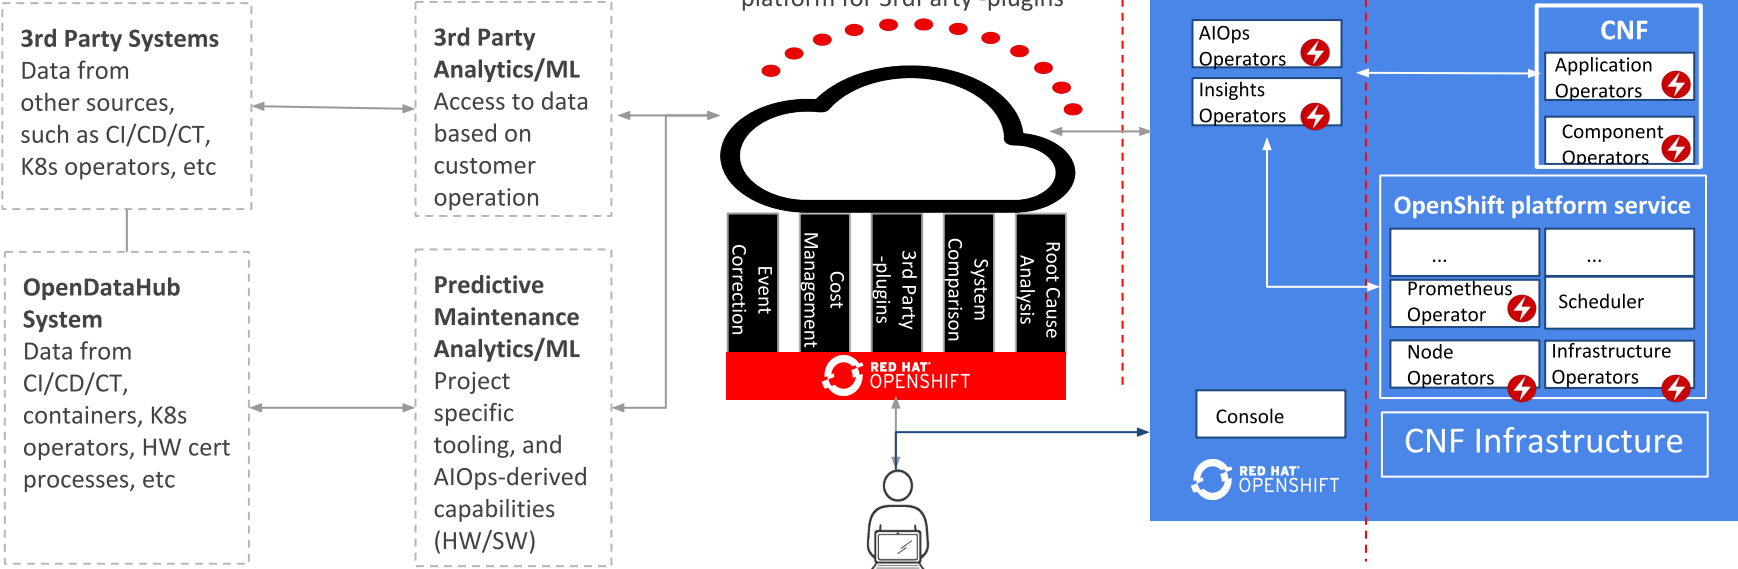 platform for 3rdParty -plugins
3rd Party Systems
Data from
other sources,
such as CI/CD/CT,
K8s operators, etc
3rd Party
Analytics/ML
Access to data
based on
customer
operation
OpenDataHub
System
Data from
CI/CD/CT,
containers, K8s
operators, HW cert
processes, etc
Predictive
Maintenance
Analytics/ML
Project
specific
tooling, and
AIOps-derived
capabilities
(HW/SW)
Event
Correction
Cost
Management
3rd Party
-plugins
System
Comparison
Root Cause
Analysis
RED HAT®
OPENSHIFT
AIOps
Operators
Insights
Operators
Console
RED HAT®
OPENSHIFT
CNF
Application
Operators
Component
Operators
OpenShift platform service
...
...
Prometheus
Operator
Scheduler
Node
Operators
Infrastructure
Operators
CNF Infrastructure